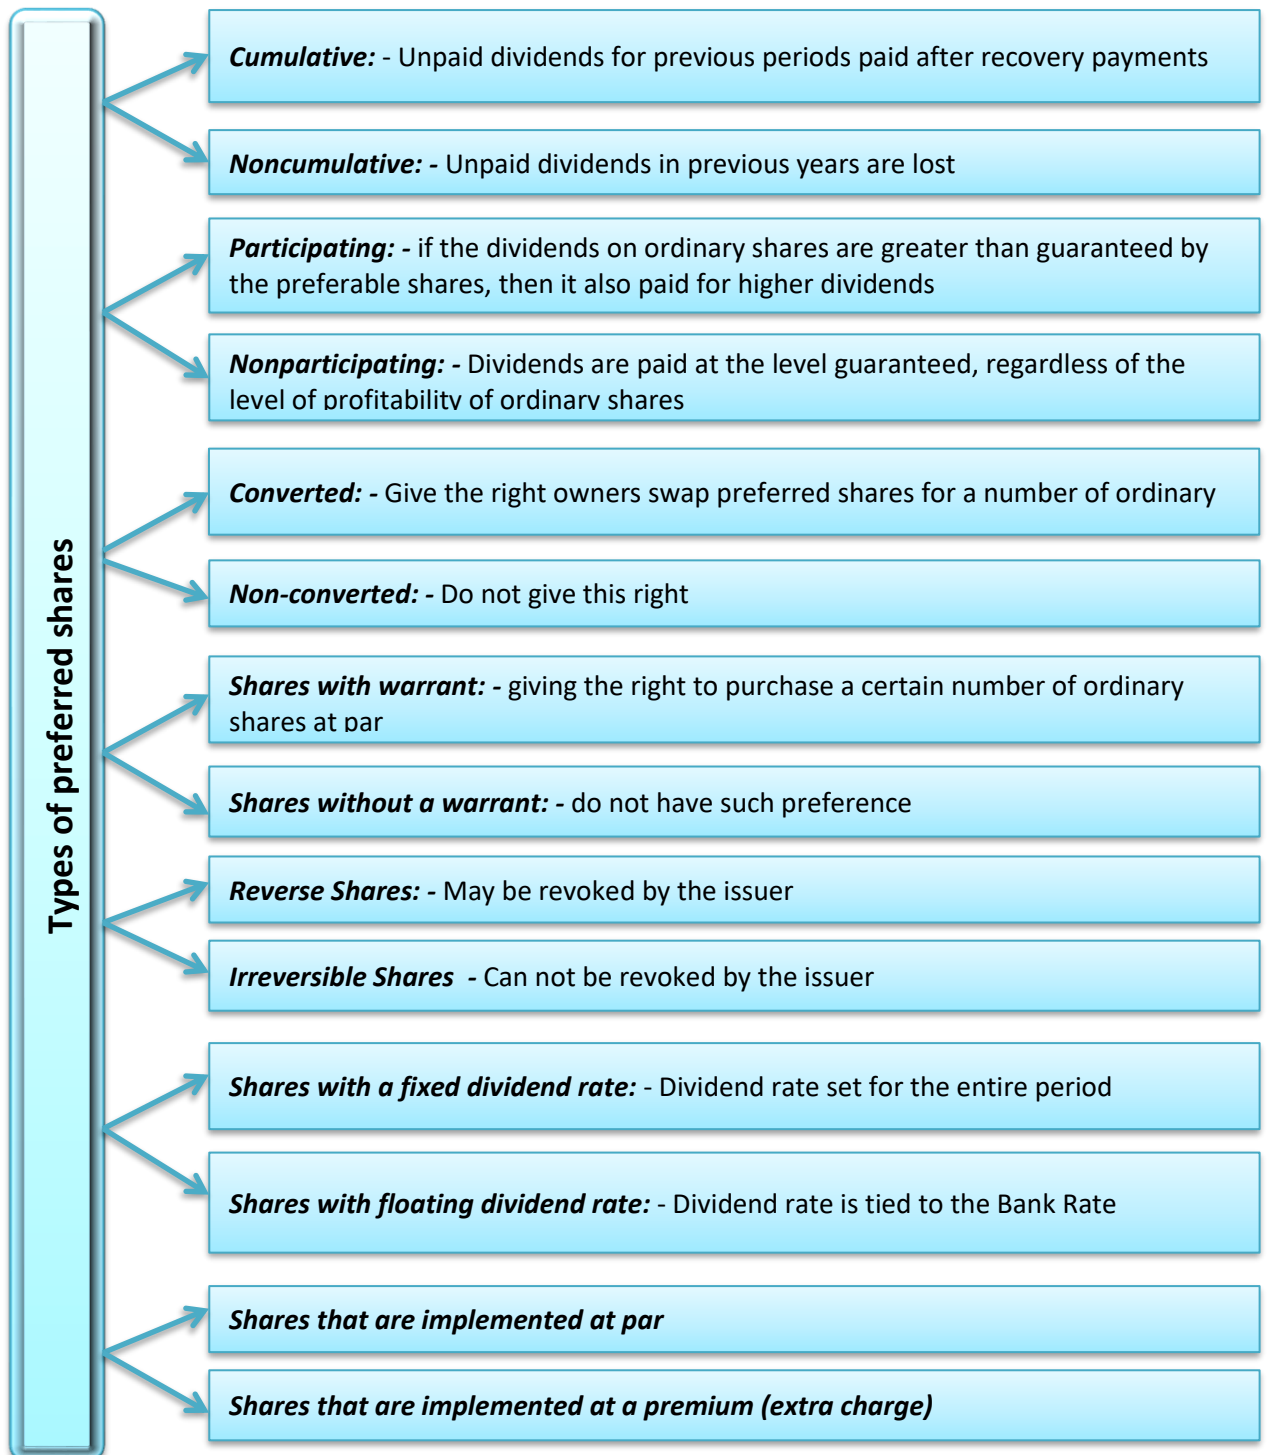 Types of preferred shares
Cumulative: - Unpaid dividends for previous periods paid after recovery payments
Noncumulative: - Unpaid dividends in previous years are lost
Participating: - if the dividends on ordinary shares are greater than guaranteed by
the preferable shares, then it also paid for higher dividends
Nonparticipating: - Dividends are paid at the level guaranteed, regardless of the
level of profitability of ordinary shares
Converted: - Give the right owners swap preferred shares for a number of ordinary
Non-converted: - Do not give this right
Shares with warrant: - giving the right to purchase a certain number of ordinary
shares at par
Shares without a warrant: - do not have such preference
Reverse Shares: - May be revoked by the issuer
Irreversible Shares - Can not be revoked by the issuer
Shares with a fixed dividend rate: - Dividend rate set for the entire period
Shares with floating dividend rate: - Dividend rate is tied to the Bank Rate
Shares that are implemented at par
Shares that are implemented at a premium (extra charge)